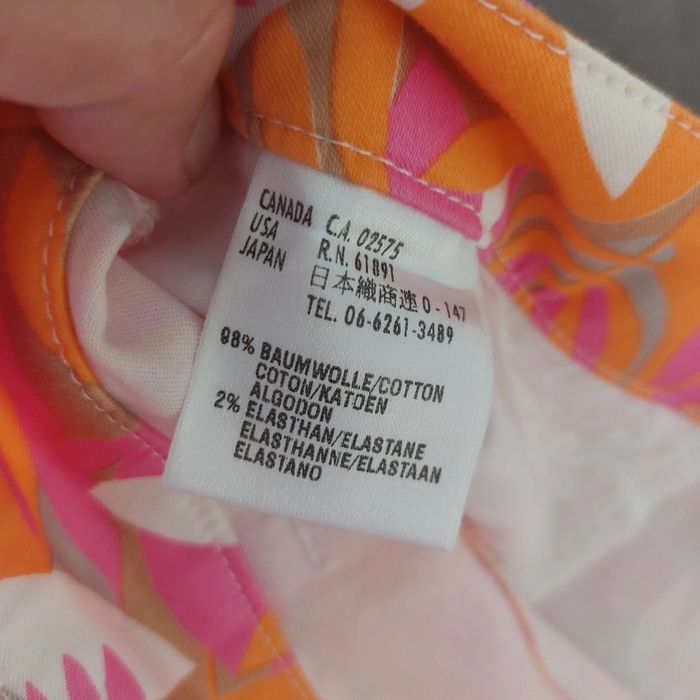 CANADA C.A. 02575
USA R.N. 61891
JAPAN 日本織商連 0-147
TEL. 06-6261-3489
98% BAUMWOLLE/COTTON
COTON/KATOEN
ALGODON
2% ELASTHAN/ELASTANE
ELASTHANNE/ELASTAAN
ELASTANO